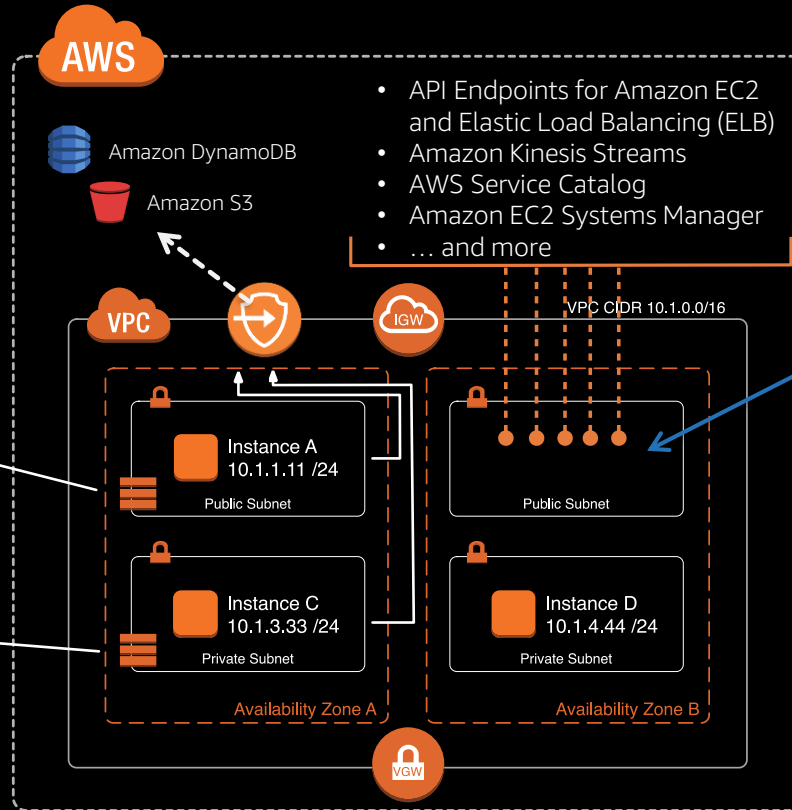 AWS
Amazon DynamoDB
Amazon S3
• API Endpoints for Amazon EC2
and Elastic Load Balancing (ELB)
• Amazon Kinesis Streams
• AWS Service Catalog
• Amazon EC2 Systems Manager
• … and more
VPC
IGW
VPC CIDR 10.1.0.0/16
Instance A
10.1.1.11 /24
Public Subnet
Public Subnet
Instance C
10.1.3.33 /24
Private Subnet
Instance D
10.1.4.44 /24
Private Subnet
Availability Zone A
Availability Zone B
VGW